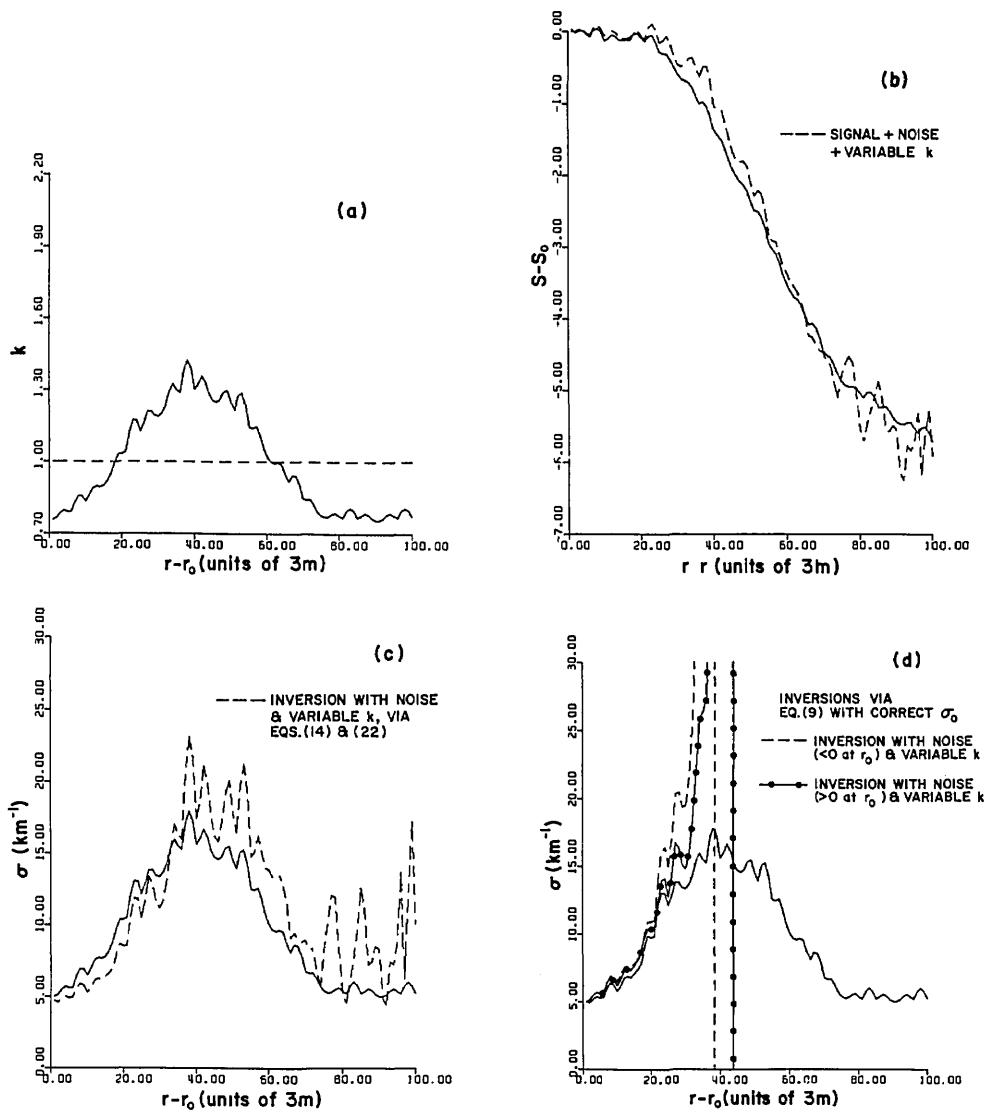 (a)
2.20
1.90
1.60
1.30
1.00
0.70
k
0.00
20.00
40.00
60.00
80.00
100.00
r-r₀(units of 3m)
(b)
0.00
-1.00
-2.00
-3.00
-4.00
-5.00
-6.00
-7.00
S-S₀
SIGNAL + NOISE
+ VARIABLE k
0.00
20.00
40.00
60.00
80.00
100.00
r r (units of 3m)
(c)
30.00
25.00
20.00
15.00
10.00
5.00
0.00
σ (km⁻¹)
INVERSION WITH NOISE
& VARIABLE k, VIA
EQS.(14) & (22)
0.00
20.00
40.00
60.00
80.00
100.00
r-r₀(units of 3m)
(d)
30.00
25.00
20.00
15.00
10.00
5.00
0.00
σ (km⁻¹)
INVERSIONS VIA
EQ.(9) WITH CORRECT σ₀
INVERSION WITH NOISE
(<0 at r₀) & VARIABLE k
INVERSION WITH NOISE
(>0 at r₀) & VARIABLE k
0.00
20.00
40.00
60.00
80.00
100.00
r-r₀(units of 3m)